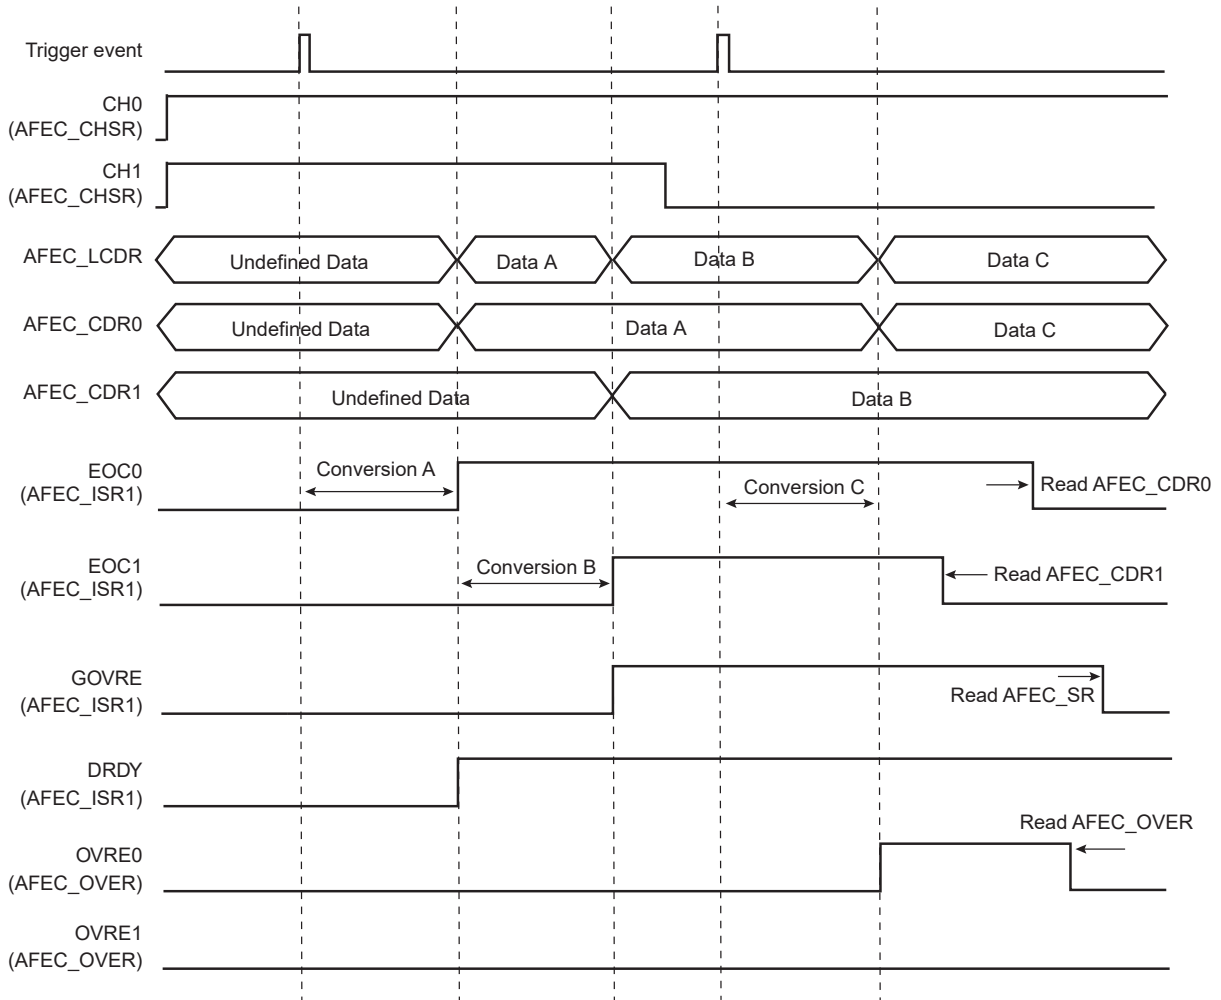 Trigger event
CH0
(AFEC_CHSR)
CH1
(AFEC_CHSR)
AFEC_LCDR
Undefined Data
Data A
Data B
Data C
AFEC_CDR0
Undefined Data
Data A
Data C
AFEC_CDR1
Undefined Data
Data B
EOC0
(AFEC_ISR1)
Conversion A
Conversion C
Read AFEC_CDR0
EOC1
(AFEC_ISR1)
Conversion B
Read AFEC_CDR1
GOVRE
(AFEC_ISR1)
Read AFEC_SR
DRDY
(AFEC_ISR1)
Read AFEC_OVER
OVRE0
(AFEC_OVER)
OVRE1
(AFEC_OVER)